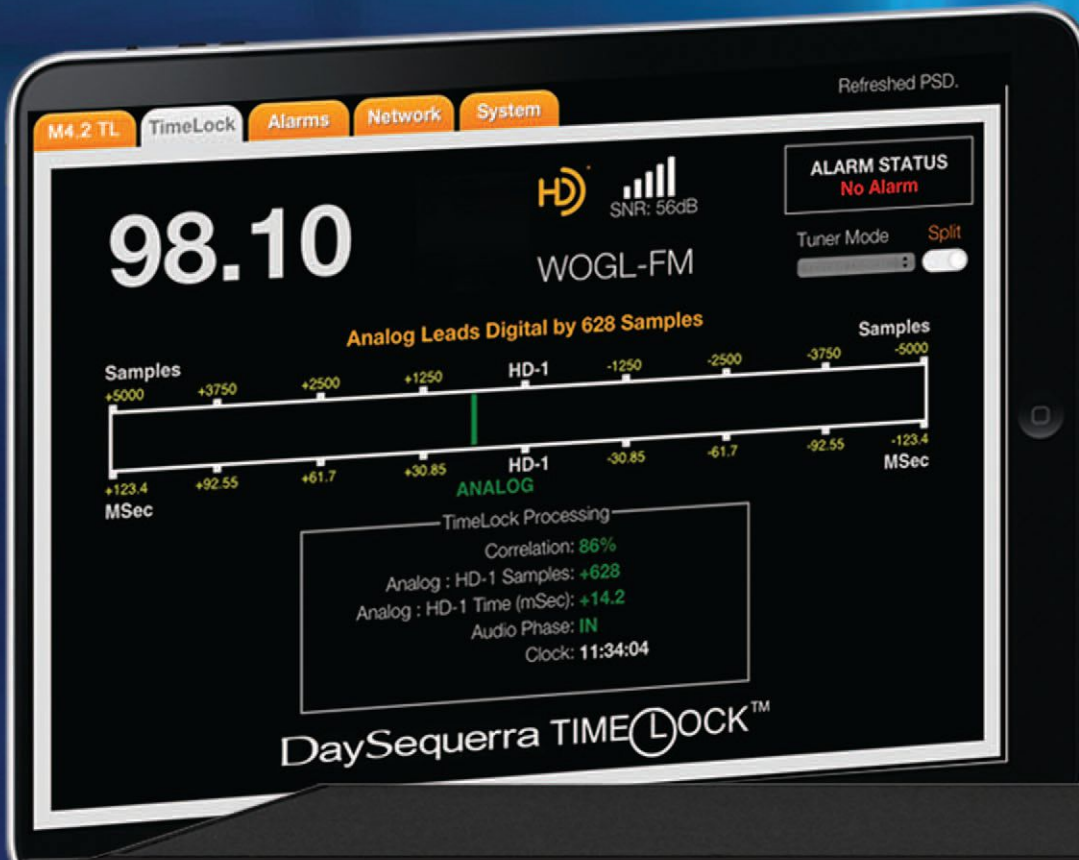 Refreshed PSD.
M4.2 TL TimeLock Alarms Network System
ALARM STATUS
No Alarm
HD
SNR: 56dB
98.10
WOGL-FM
Tuner Mode Split
Analog Leads Digital by 628 Samples
Samples Samples
+5000 +3750 +2500 +1250 HD-1 -1250 -2500 -3750 -5000
+123.4 +92.55 +61.7 +30.85 HD-1 -30.85 -61.7 -92.55 -123.4
MSec ANALOG MSec
TimeLock Processing
Correlation: 86%
Analog : HD-1 Samples: +628
Analog : HD-1 Time (mSec): +14.2
Audio Phase: IN
Clock: 11:34:04
DaySequerra TIMELOCK™